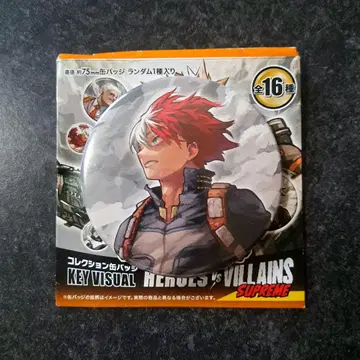 直径 約75mm缶バッジ ランダム1種入り
全16種
コレクション缶バッジ
KEY VISUAL HEROES VS VILLAINS
SUPREME
※缶バッジの絵柄はイメージです。実際の商品と異なる場合がございます。